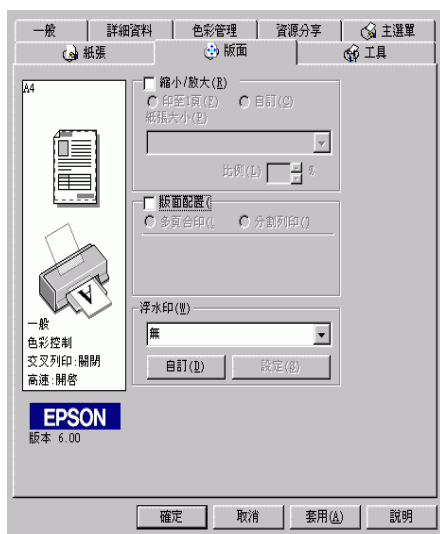 一般 詳細資料 色彩管理 資源分享 主選單
紙張 版面 工具
A4
縮小/放大(R)
印至1頁(F) 自訂(C)
紙張大小(P)
比例(L) %
版面配置(
多頁合印(L 分割列印(
浮水印(W)
無
自訂(D) 設定(S)
一般
色彩控制
交叉列印:關閉
高速:開啓
EPSON
版本 6.00
確定 取消 套用(A) 說明